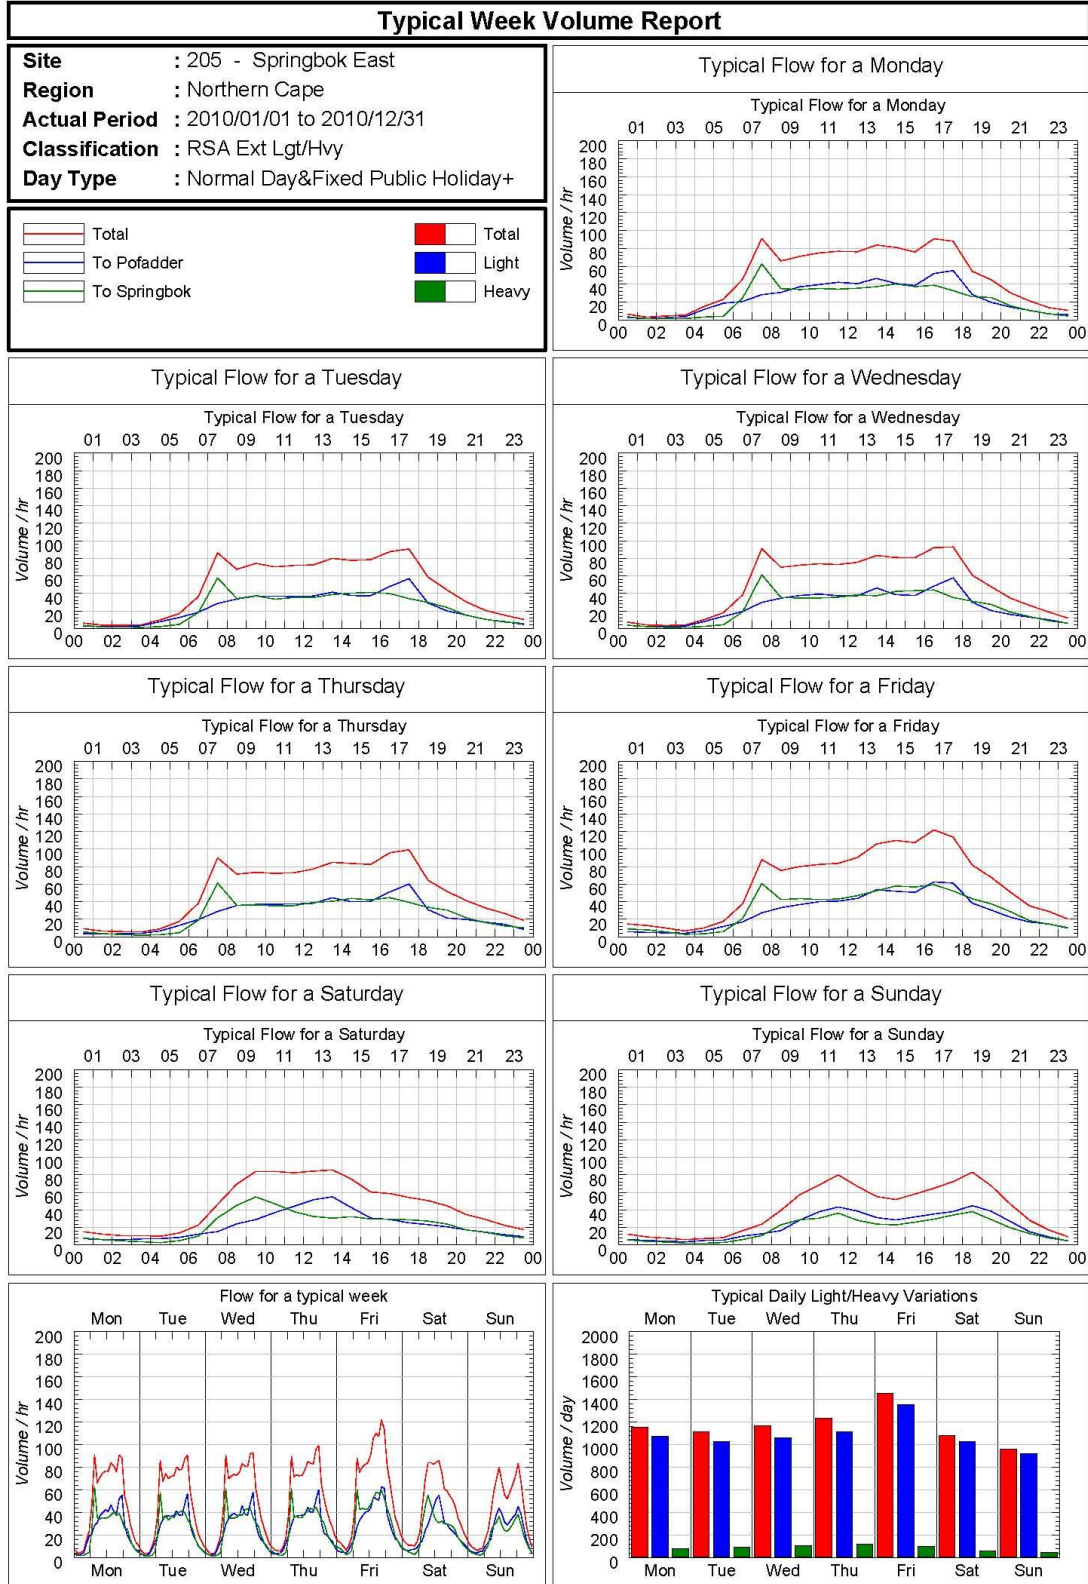 Typical Week Volume Report
Site : 205 - Springbok East
Region : Northern Cape
Actual Period : 2010/01/01 to 2010/12/31
Classification : RSA Ext Lgt/Hvy
Day Type : Normal Day&Fixed Public Holiday+
Total
To Pofadder
To Springbok
Total
Light
Heavy
Typical Flow for a Monday
Typical Flow for a Monday
01 03 05 07 09 11 13 15 17 19 21 23
200
180
160
140
120
100
80
60
40
20
0
Volume / hr
00 02 04 06 08 10 12 14 16 18 20 22 00
Typical Flow for a Tuesday
Typical Flow for a Tuesday
01 03 05 07 09 11 13 15 17 19 21 23
200
180
160
140
120
100
80
60
40
20
0
Volume / hr
00 02 04 06 08 10 12 14 16 18 20 22 00
Typical Flow for a Wednesday
Typical Flow for a Wednesday
01 03 05 07 09 11 13 15 17 19 21 23
200
180
160
140
120
100
80
60
40
20
0
Volume / hr
00 02 04 06 08 10 12 14 16 18 20 22 00
Typical Flow for a Thursday
Typical Flow for a Thursday
01 03 05 07 09 11 13 15 17 19 21 23
200
180
160
140
120
100
80
60
40
20
0
Volume / hr
00 02 04 06 08 10 12 14 16 18 20 22 00
Typical Flow for a Friday
Typical Flow for a Friday
01 03 05 07 09 11 13 15 17 19 21 23
200
180
160
140
120
100
80
60
40
20
0
Volume / hr
00 02 04 06 08 10 12 14 16 18 20 22 00
Typical Flow for a Saturday
Typical Flow for a Saturday
01 03 05 07 09 11 13 15 17 19 21 23
200
180
160
140
120
100
80
60
40
20
0
Volume / hr
00 02 04 06 08 10 12 14 16 18 20 22 00
Typical Flow for a Sunday
Typical Flow for a Sunday
01 03 05 07 09 11 13 15 17 19 21 23
200
180
160
140
120
100
80
60
40
20
0
Volume / hr
00 02 04 06 08 10 12 14 16 18 20 22 00
Flow for a typical week
Mon Tue Wed Thu Fri Sat Sun
200
180
160
140
120
100
80
60
40
20
0
Volume / hr
Mon Tue Wed Thu Fri Sat Sun
Typical Daily Light/Heavy Variations
Mon Tue Wed Thu Fri Sat Sun
2000
1800
1600
1400
1200
1000
800
600
400
200
0
Volume / day
Mon Tue Wed Thu Fri Sat Sun